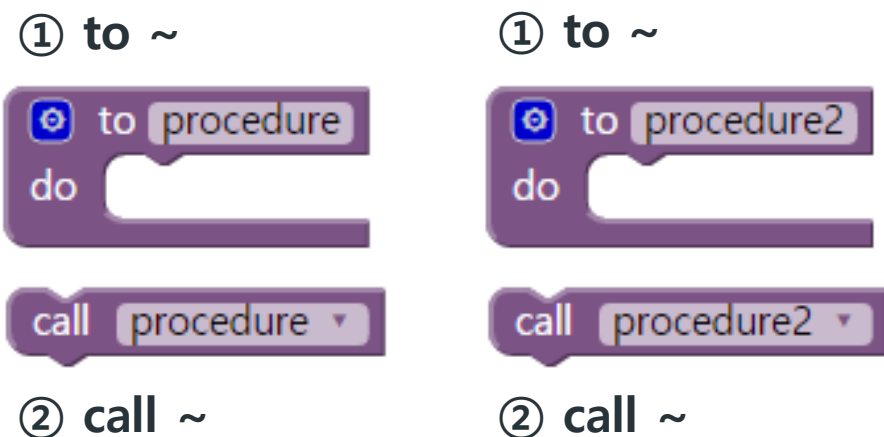 ① to ~
to procedure
do
call procedure
② call ~
① to ~
to procedure2
do
call procedure2
② call ~